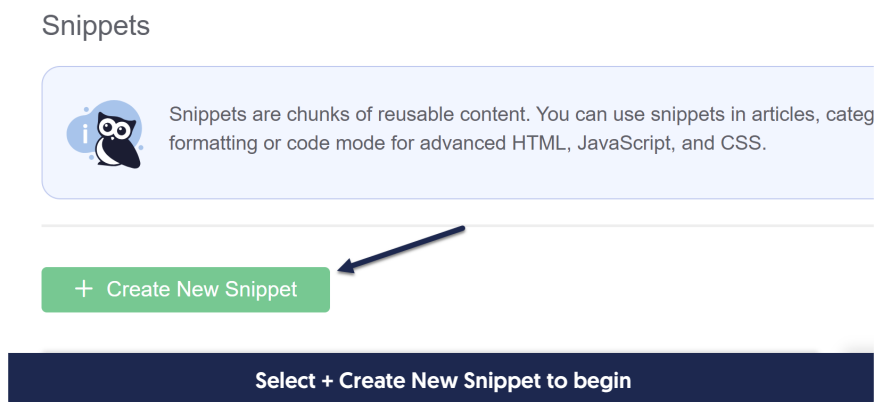 Snippets
i
Snippets are chunks of reusable content. You can use snippets in articles, categ
formatting or code mode for advanced HTML, JavaScript, and CSS.
+ Create New Snippet
Select + Create New Snippet to begin